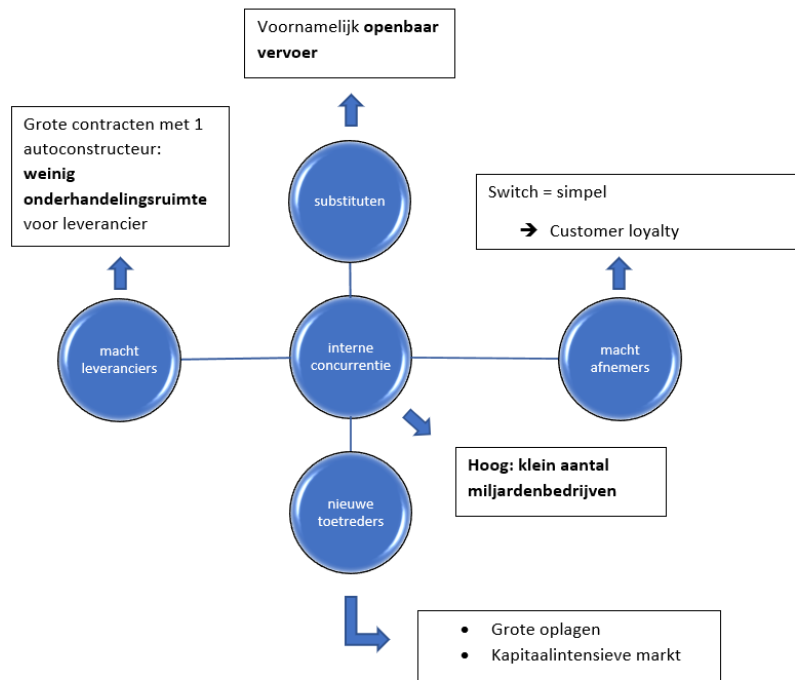 Voornamelijk openbaar
vervoer
Grote contracten met 1
autoconstructeur:
weinig
onderhandelingsruimte
voor leverancier
substituten
Switch = simpel
➔ Customer loyalty
macht
leveranciers
interne
concurrentie
macht
afnemers
Hoog: klein aantal
miljardenbedrijven
nieuwe
toetreders
• Grote oplagen
• Kapitaalintensieve markt